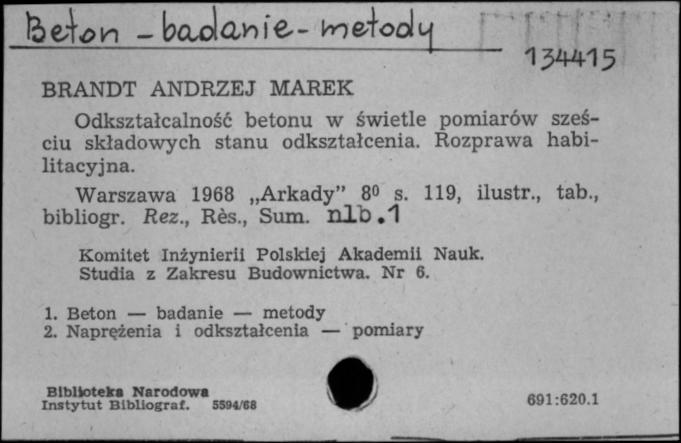 Beton - badanie - metody
134415
BRANDT ANDRZEJ MAREK
Odkształcalność betonu w świetle pomiarów sześ-
ciu składowych stanu odkształcenia. Rozprawa habi-
litacyjna.
Warszawa 1968 „Arkady” 8⁰ s. 119, ilustr., tab.,
bibliogr. Rez., Rès., Sum. nlb.1
Komitet Inżynierii Polskiej Akademii Nauk.
Studia z Zakresu Budownictwa. Nr 6.
1. Beton — badanie — metody
2. Naprężenia i odkształcenia — pomiary
Biblioteka Narodowa
Instytut Bibliograf. 5594/68
691:620.1